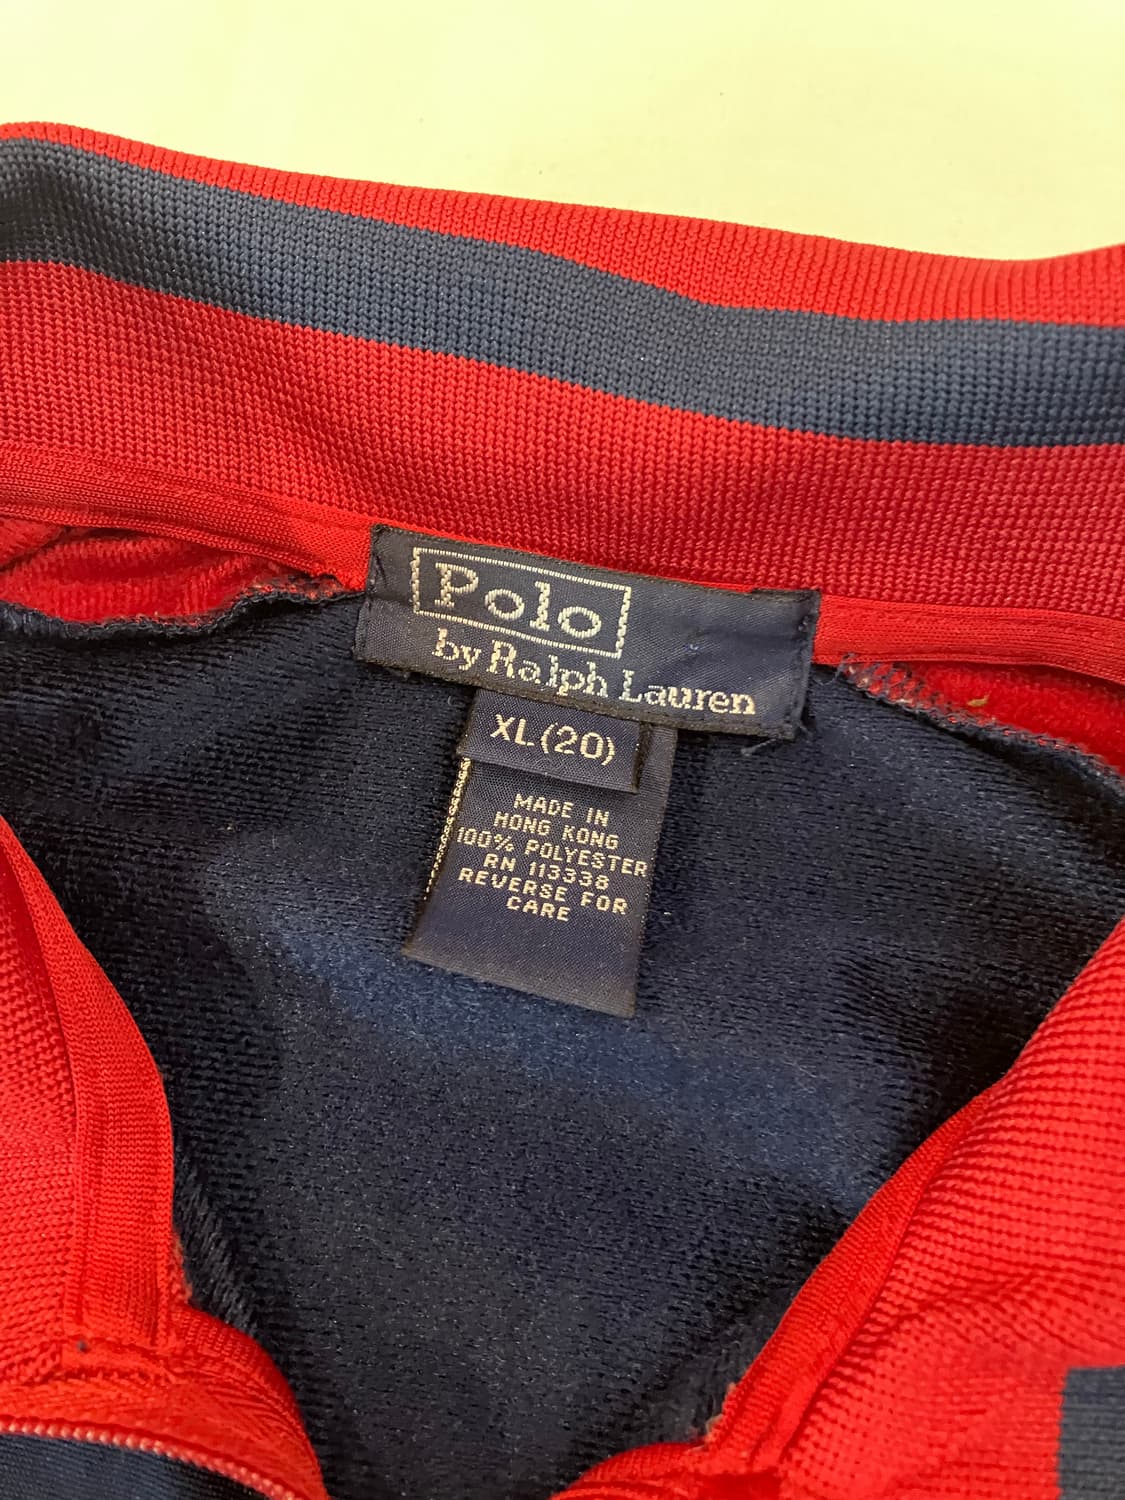 Polo
by Ralph Lauren
XL (20)
MADE IN
HONG KONG
100% POLYESTER
RN 113338
REVERSE FOR
CARE